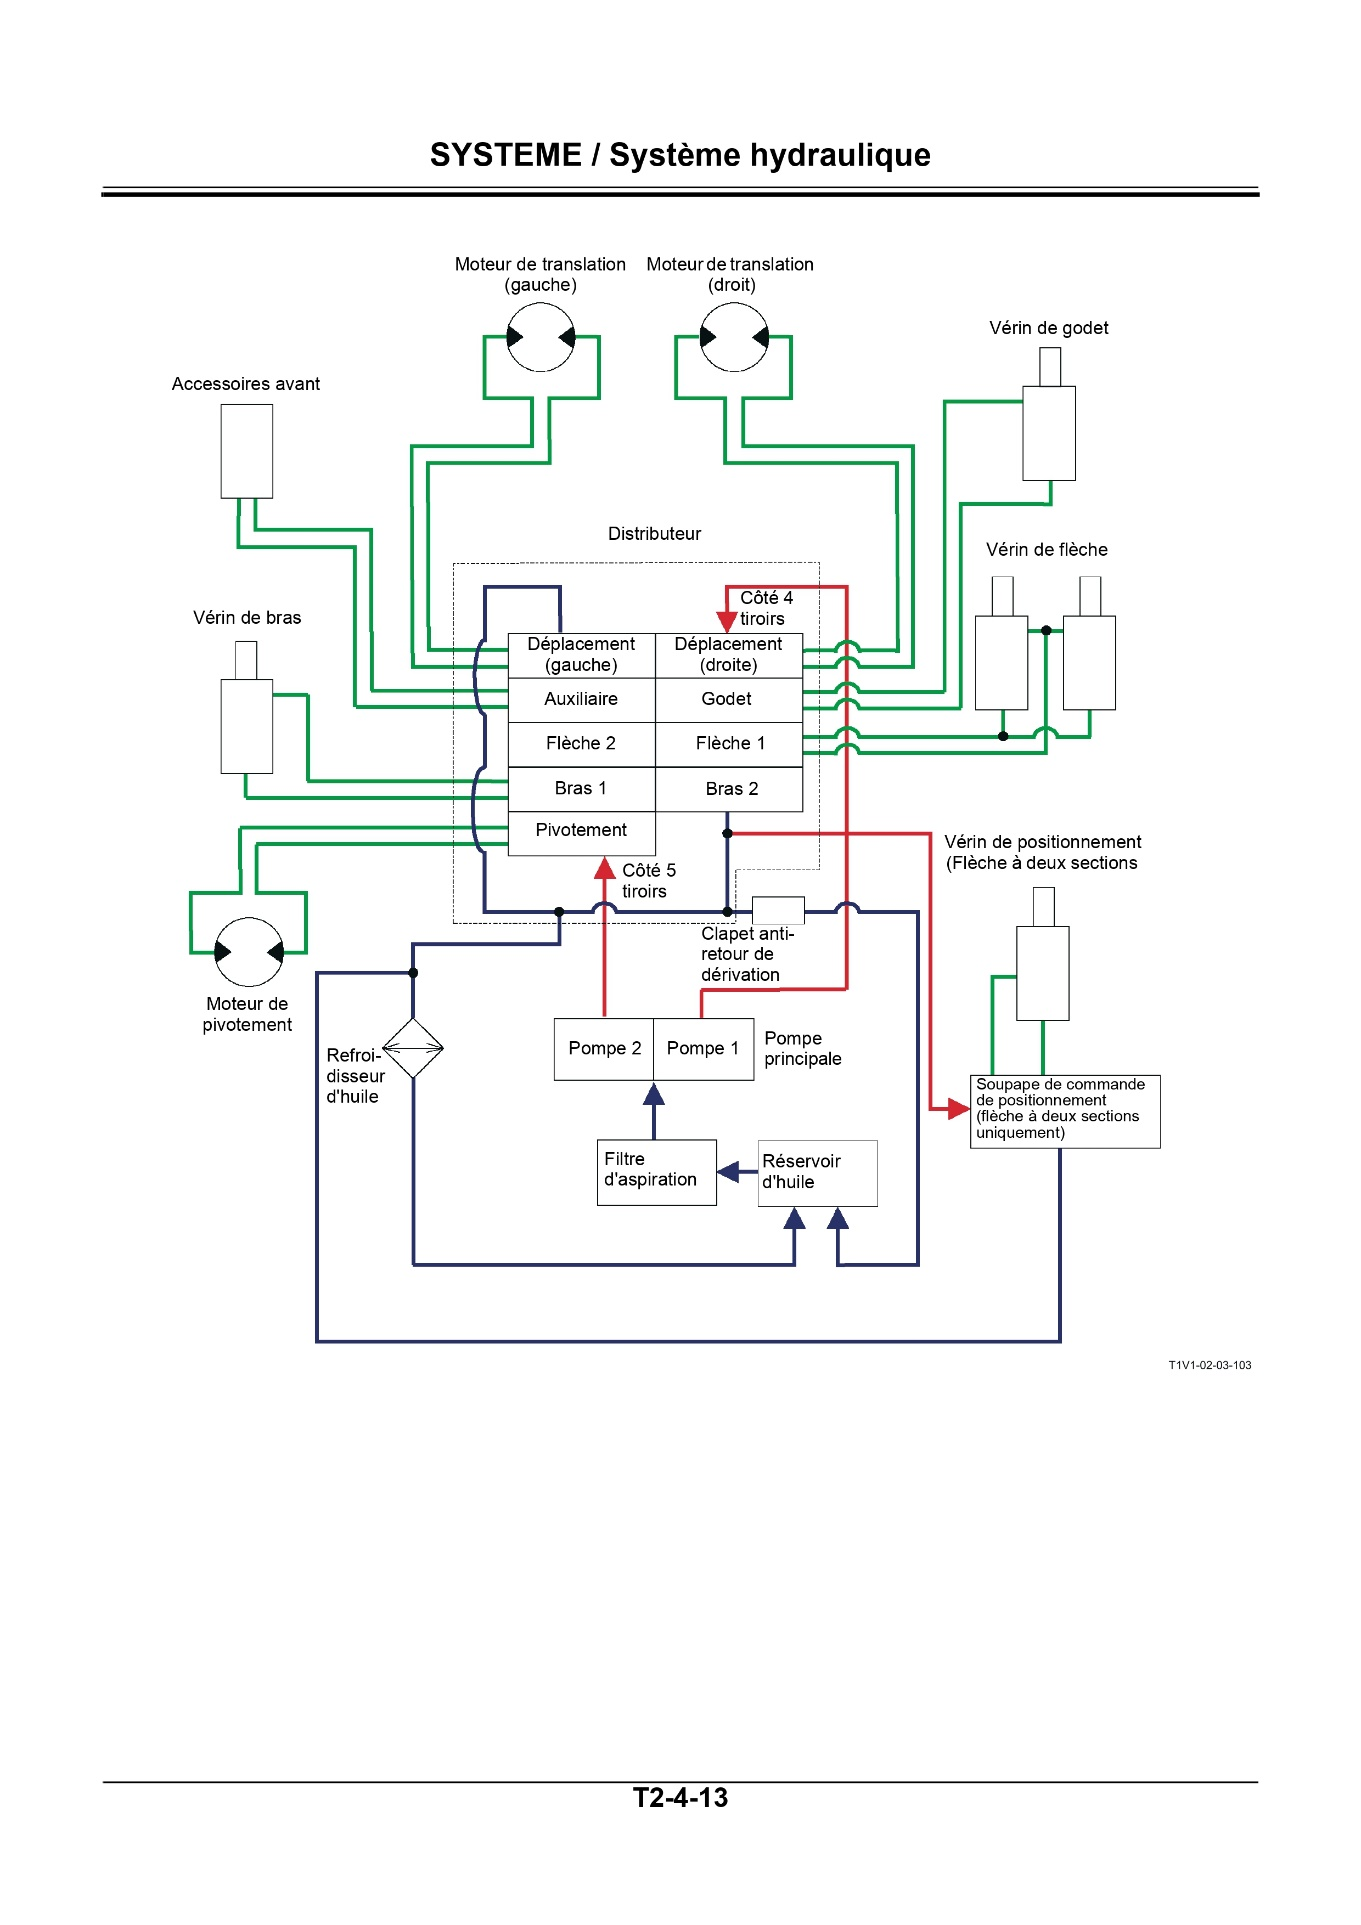 SYSTEME / Système hydraulique
Moteur de translation
(gauche)
Moteur de translation
(droit)
Vérin de godet
Accessoires avant
Distributeur
Vérin de flèche
Côté 4
tiroirs
Vérin de bras
Déplacement
(gauche)
Déplacement
(droite)
Auxiliaire
Godet
Flèche 2
Flèche 1
Bras 1
Bras 2
Pivotement
Vérin de positionnement
(Flèche à deux sections
Côté 5
tiroirs
Clapet anti-
retour de
dérivation
Moteur de
pivotement
Refroi-
disseur
d'huile
Pompe 2
Pompe 1
Pompe
principale
Soupape de commande
de positionnement
(flèche à deux sections
uniquement)
Filtre
d'aspiration
Réservoir
d'huile
T1V1-02-03-103
T2-4-13